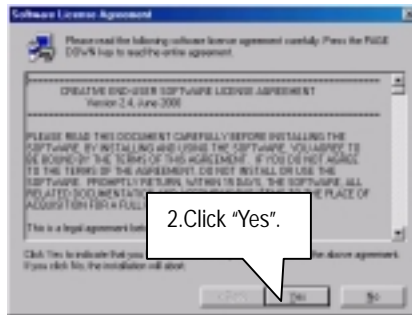 Software License Agreement
Please read the following software license agreement carefully. Press the PAGE
DOWN key to read the entire agreement.
CREATIVE END-USER SOFTWARE LICENSE AGREEMENT
Version 2.4, June 2000
PLEASE READ THIS DOCUMENT CAREFULLY BEFORE INSTALLING THE
SOFTWARE. BY INSTALLING AND USING THE SOFTWARE, YOU AGREE TO
BE BOUND BY THE TERMS OF THIS AGREEMENT. IF YOU DO NOT AGREE
TO THE TERMS OF THE AGREEMENT, DO NOT INSTALL OR USE THE
SOFTWARE. PROMPTLY RETURN, WITHIN 15 DAYS, THE SOFTWARE, ALL
RELATED DOCUMENTATION THE PLACE OF
ACQUISITION FOR A FULL
This is a legal agreement
2.Click “Yes”.
Click Yes to indicate that you the above agreement.
If you click No, the installation will abort.
Yes
No